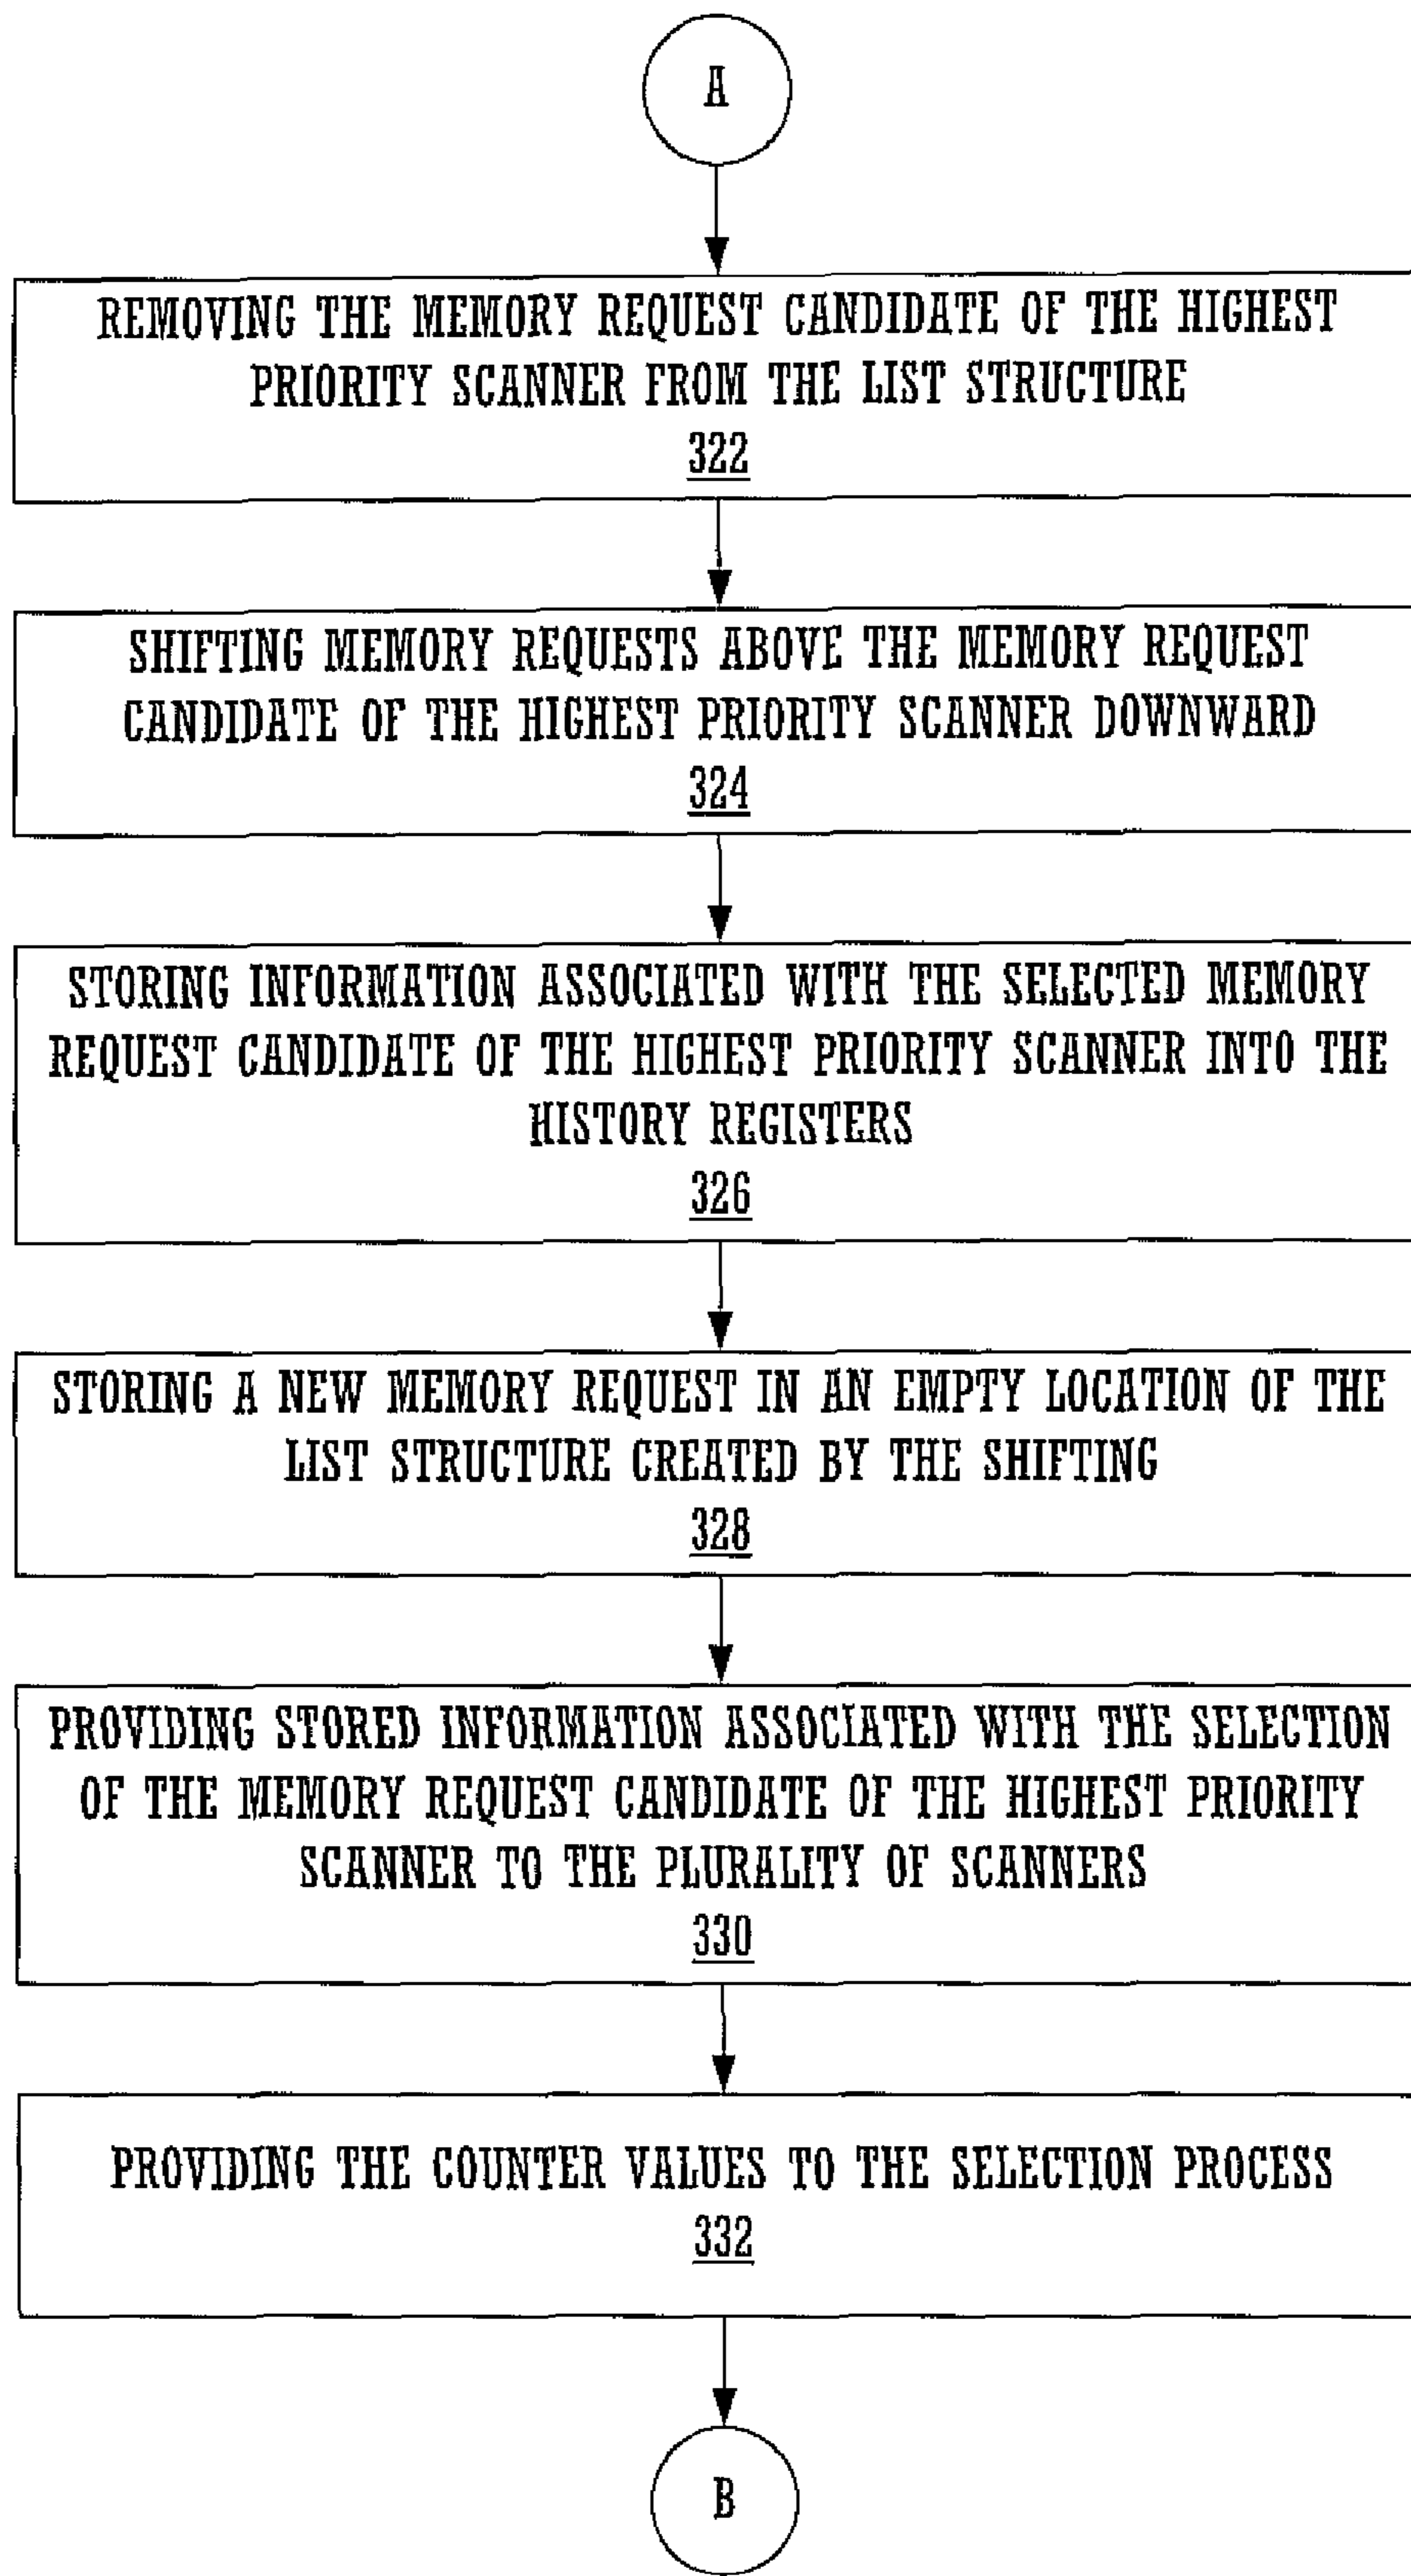 A
REMOVING THE MEMORY REQUEST CANDIDATE OF THE HIGHEST
PRIORITY SCANNER FROM THE LIST STRUCTURE
322
SHIFTING MEMORY REQUESTS ABOVE THE MEMORY REQUEST
CANDIDATE OF THE HIGHEST PRIORITY SCANNER DOWNWARD
324
STORING INFORMATION ASSOCIATED WITH THE SELECTED MEMORY
REQUEST CANDIDATE OF THE HIGHEST PRIORITY SCANNER INTO THE
HISTORY REGISTERS
326
STORING A NEW MEMORY REQUEST IN AN EMPTY LOCATION OF THE
LIST STRUCTURE CREATED BY THE SHIFTING
328
PROVIDING STORED INFORMATION ASSOCIATED WITH THE SELECTION
OF THE MEMORY REQUEST CANDIDATE OF THE HIGHEST PRIORITY
SCANNER TO THE PLURALITY OF SCANNERS
330
PROVIDING THE COUNTER VALUES TO THE SELECTION PROCESS
332
B